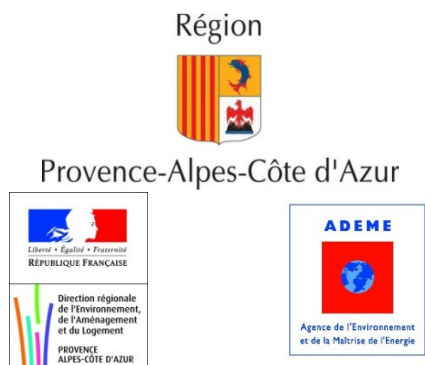 Région
Provence-Alpes-Côte d'Azur
Liberté • Égalité • Fraternité
RÉPUBLIQUE FRANÇAISE
Direction régionale
de l'Environnement,
de l'Aménagement
et du Logement
PROVENCE
ALPES-CÔTE D'AZUR
ADEME
Agence de l'Environnement
et de la Maîtrise de l'Energie